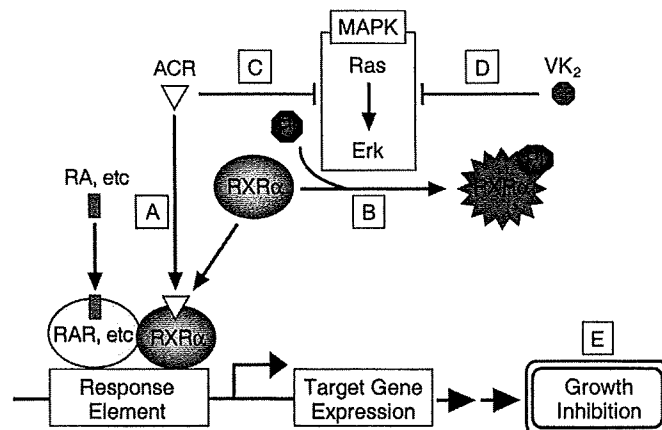 MAPK
ACR
C
Ras
D
VK2
Erk
RA, etc
A
RXRα
B
RXRα
RAR, etc
RXRα
E
Response
Element
Target Gene
Expression
Growth
Inhibition